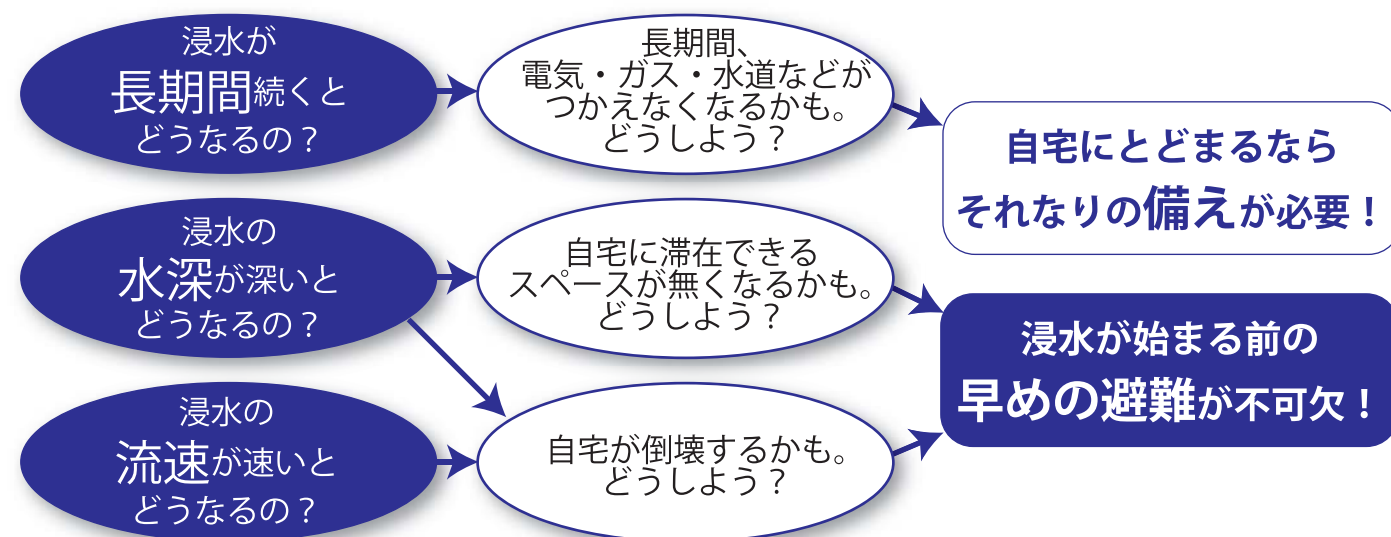 浸水が
長期間続くと
どうなるの？
長期間、
電気・ガス・水道などが
つかえなくなるかも。
どうしよう？
自宅にとどまるなら
それなりの備えが必要！
浸水の
水深が深いと
どうなるの？
自宅に滞在できる
スペースが無くなるかも。
どうしよう？
浸水が始まる前の
早めの避難が不可欠！
浸水の
流速が速いと
どうなるの？
自宅が倒壊するかも。
どうしよう？